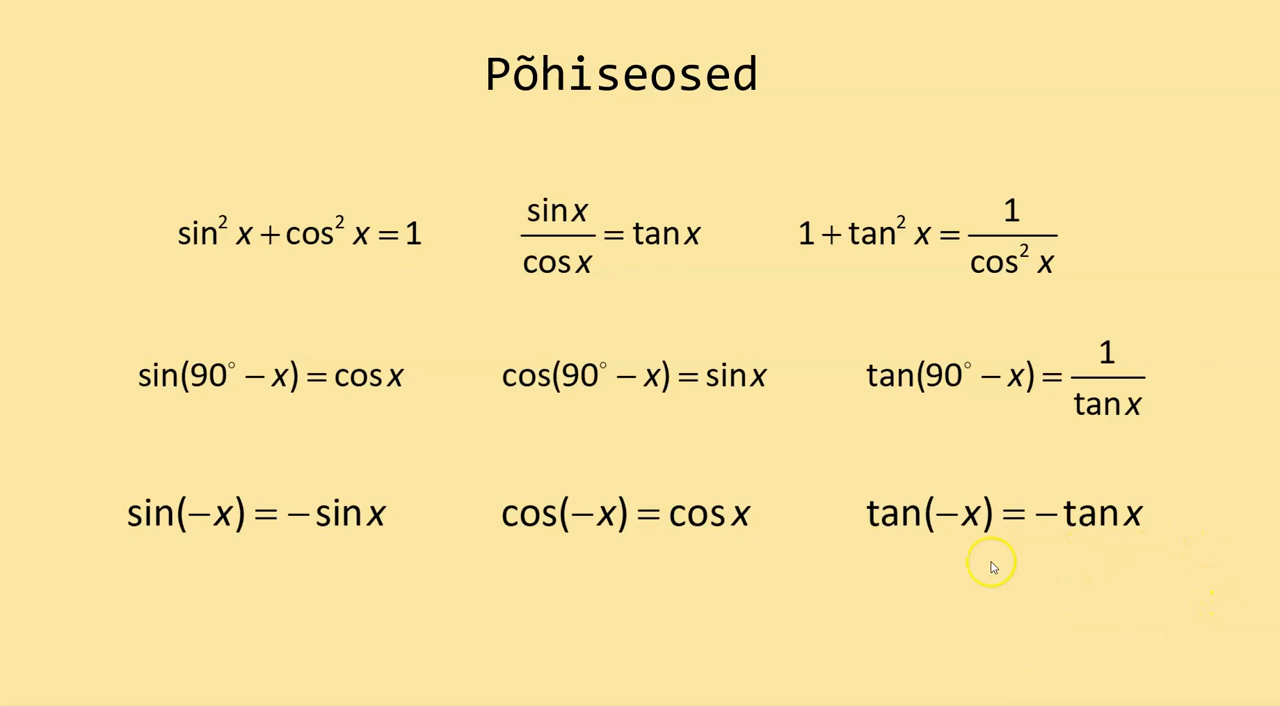 Põhiseosed
sin² x + cos² x = 1    sin x / cos x = tan x    1 + tan² x = 1 / cos² x
sin(90° − x) = cos x    cos(90° − x) = sin x    tan(90° − x) = 1 / tan x
sin(−x) = − sin x    cos(−x) = cos x    tan(−x) = − tan x